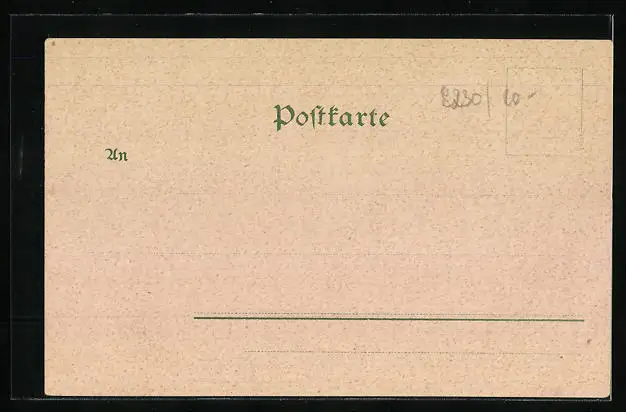 8230/ 10-
Postkarte
An